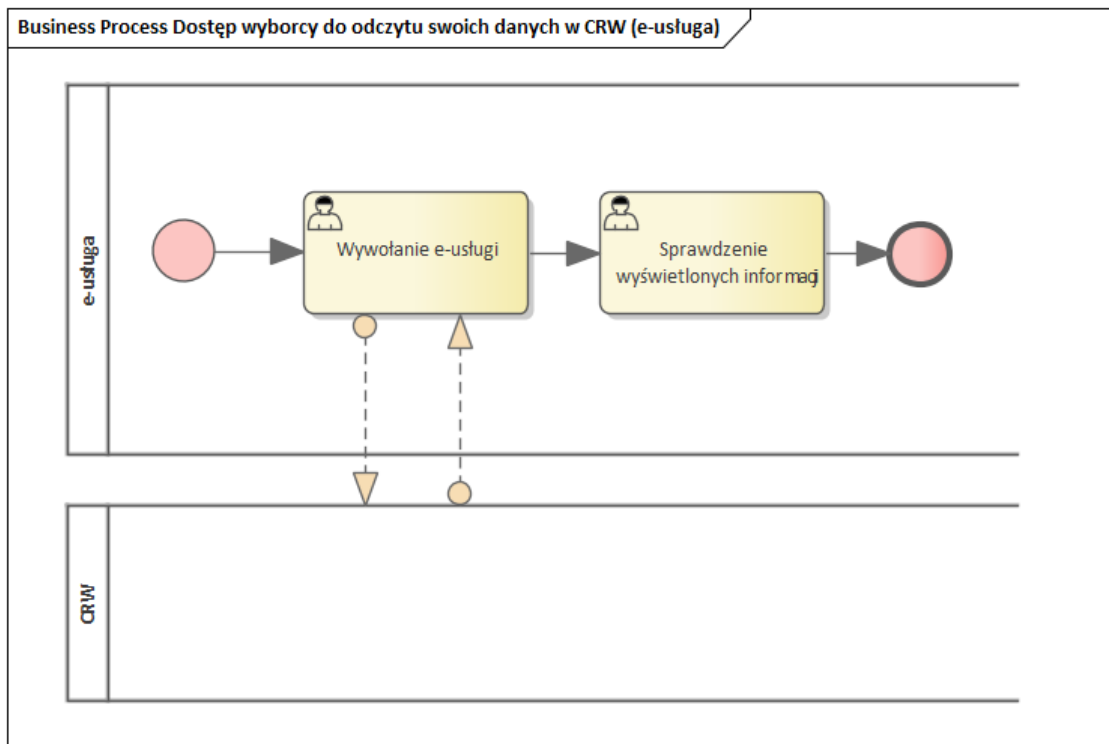 Business Process Dostęp wyborcy do odczytu swoich danych w CRW (e-usługa)
e-usługa
Wywołanie e-usługi
Sprawdzenie
wyświetlonych informacji
CRW